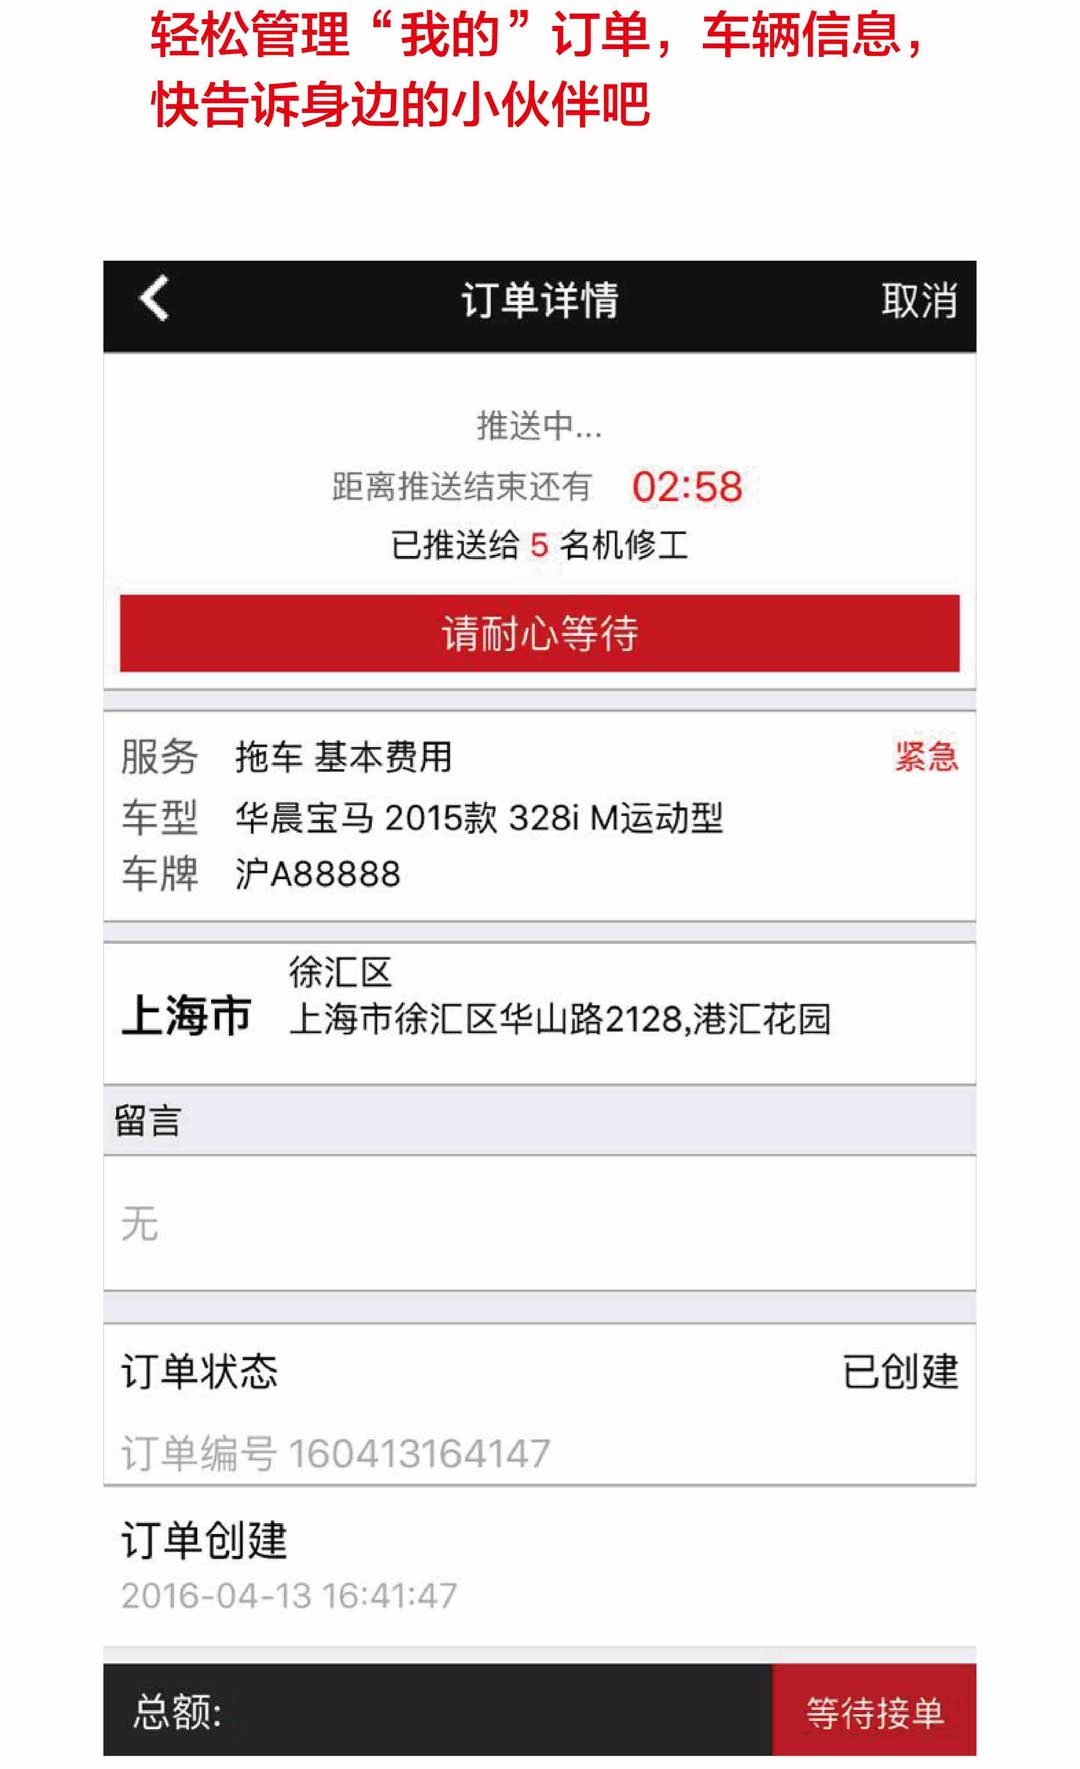 轻松管理“我的”订单，车辆信息，
快告诉身边的小伙伴吧
订单详情 取消
推送中...
距离推送结束还有 02:58
已推送给 5 名机修工
请耐心等待
服务 拖车 基本费用 紧急
车型 华晨宝马 2015款 328i M运动型
车牌 沪A88888
徐汇区
上海市 上海市徐汇区华山路2128,港汇花园
留言
无
订单状态 已创建
订单编号 160413164147
订单创建
2016-04-13 16:41:47
总额: 等待接单